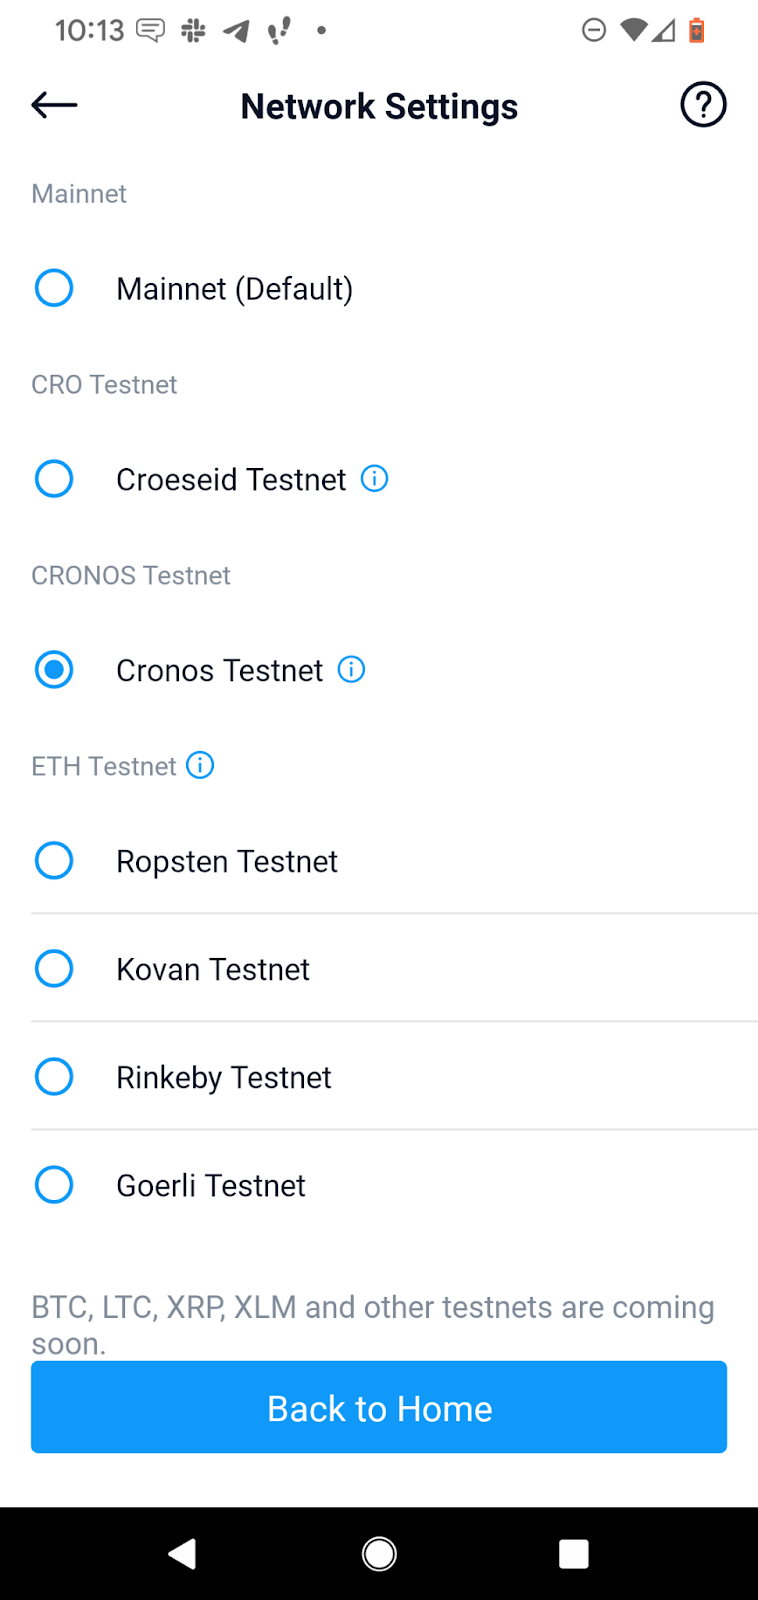 10:13
Network Settings
Mainnet
Mainnet (Default)
CRO Testnet
Croeseid Testnet
CRONOS Testnet
Cronos Testnet
ETH Testnet
Ropsten Testnet
Kovan Testnet
Rinkeby Testnet
Goerli Testnet
BTC, LTC, XRP, XLM and other testnets are coming
soon.
Back to Home